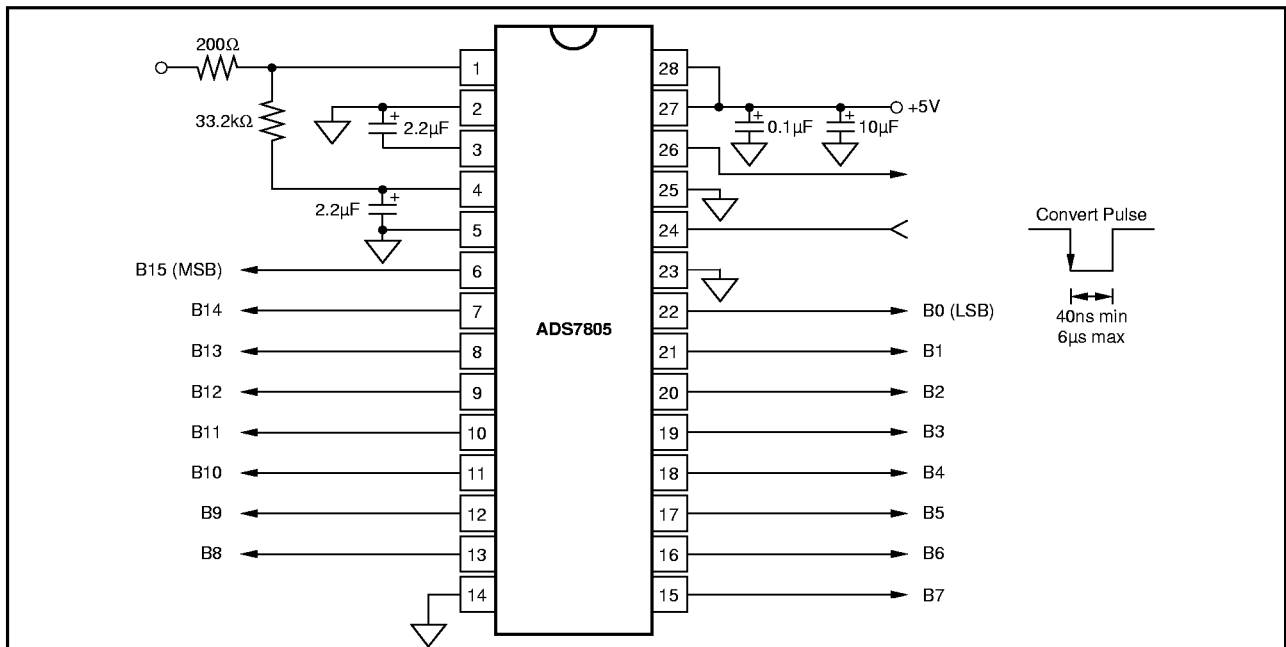 200Ω
33.2kΩ
+
2.2µF
+
2.2µF
B15 (MSB)
B14
B13
B12
B11
B10
B9
B8
1
2
3
4
5
6
7
8
9
10
11
12
13
14
ADS7805
28
27
26
25
24
23
22
21
20
19
18
17
16
15
+5V
+
0.1µF
+
10µF
B0 (LSB)
B1
B2
B3
B4
B5
B6
B7
Convert Pulse
40ns min
6µs max